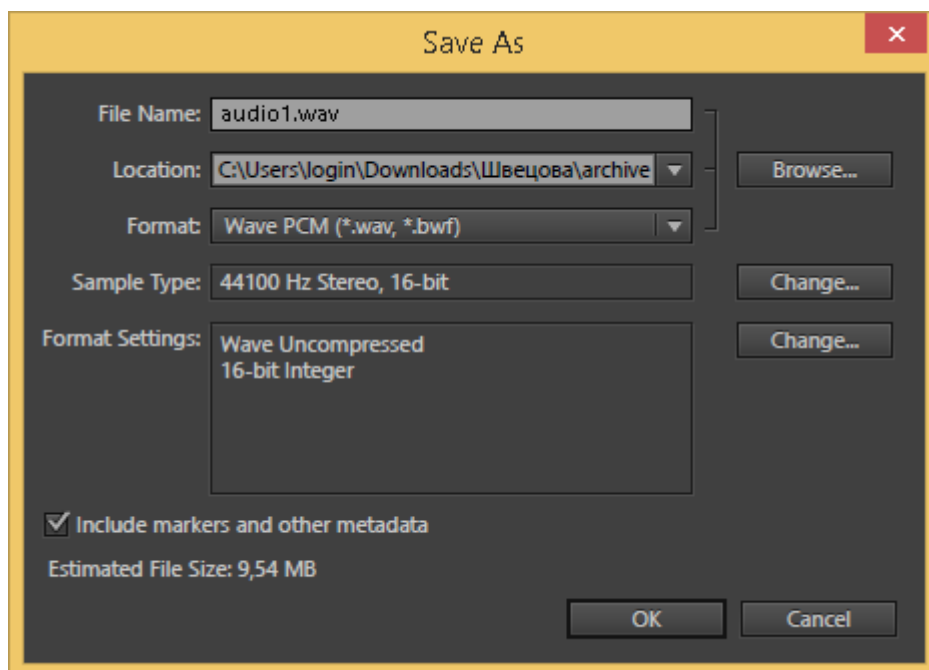 Save As
File Name: audio1.wav
Location: C:\Users\login\Downloads\Швецова\archive Browse...
Format: Wave PCM (*.wav, *.bwf)
Sample Type: 44100 Hz Stereo, 16-bit Change...
Format Settings: Wave Uncompressed Change...
16-bit Integer
Include markers and other metadata
Estimated File Size: 9,54 MB
OK Cancel